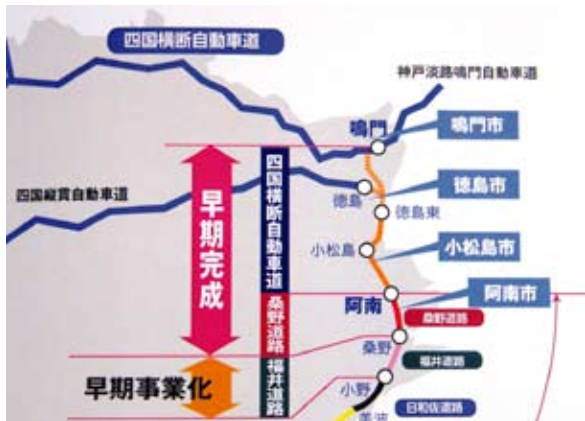 四国横断自動車道
神戸淡路鳴門自動車道
鳴門
鳴門市
四国縦貫自動車道
徳島
徳島市
徳島東
早期完成
四国横断自動車道
小松島
小松島市
阿南
阿南市
桑野道路
桑野道路
桑野
福井道路
福井道路
早期事業化
小野
日和佐道路
美波